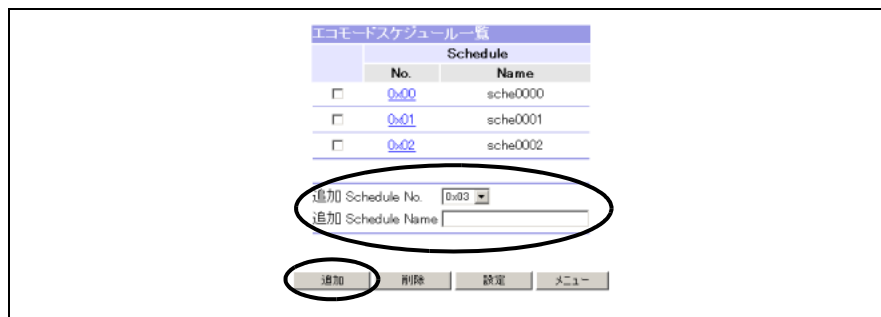 エコモードスケジュール一覧
Schedule
No. Name
0x00 sche0000
0x01 sche0001
0x02 sche0002
追加 Schedule No. 0x03
追加 Schedule Name
追加 削除 設定 メニュー